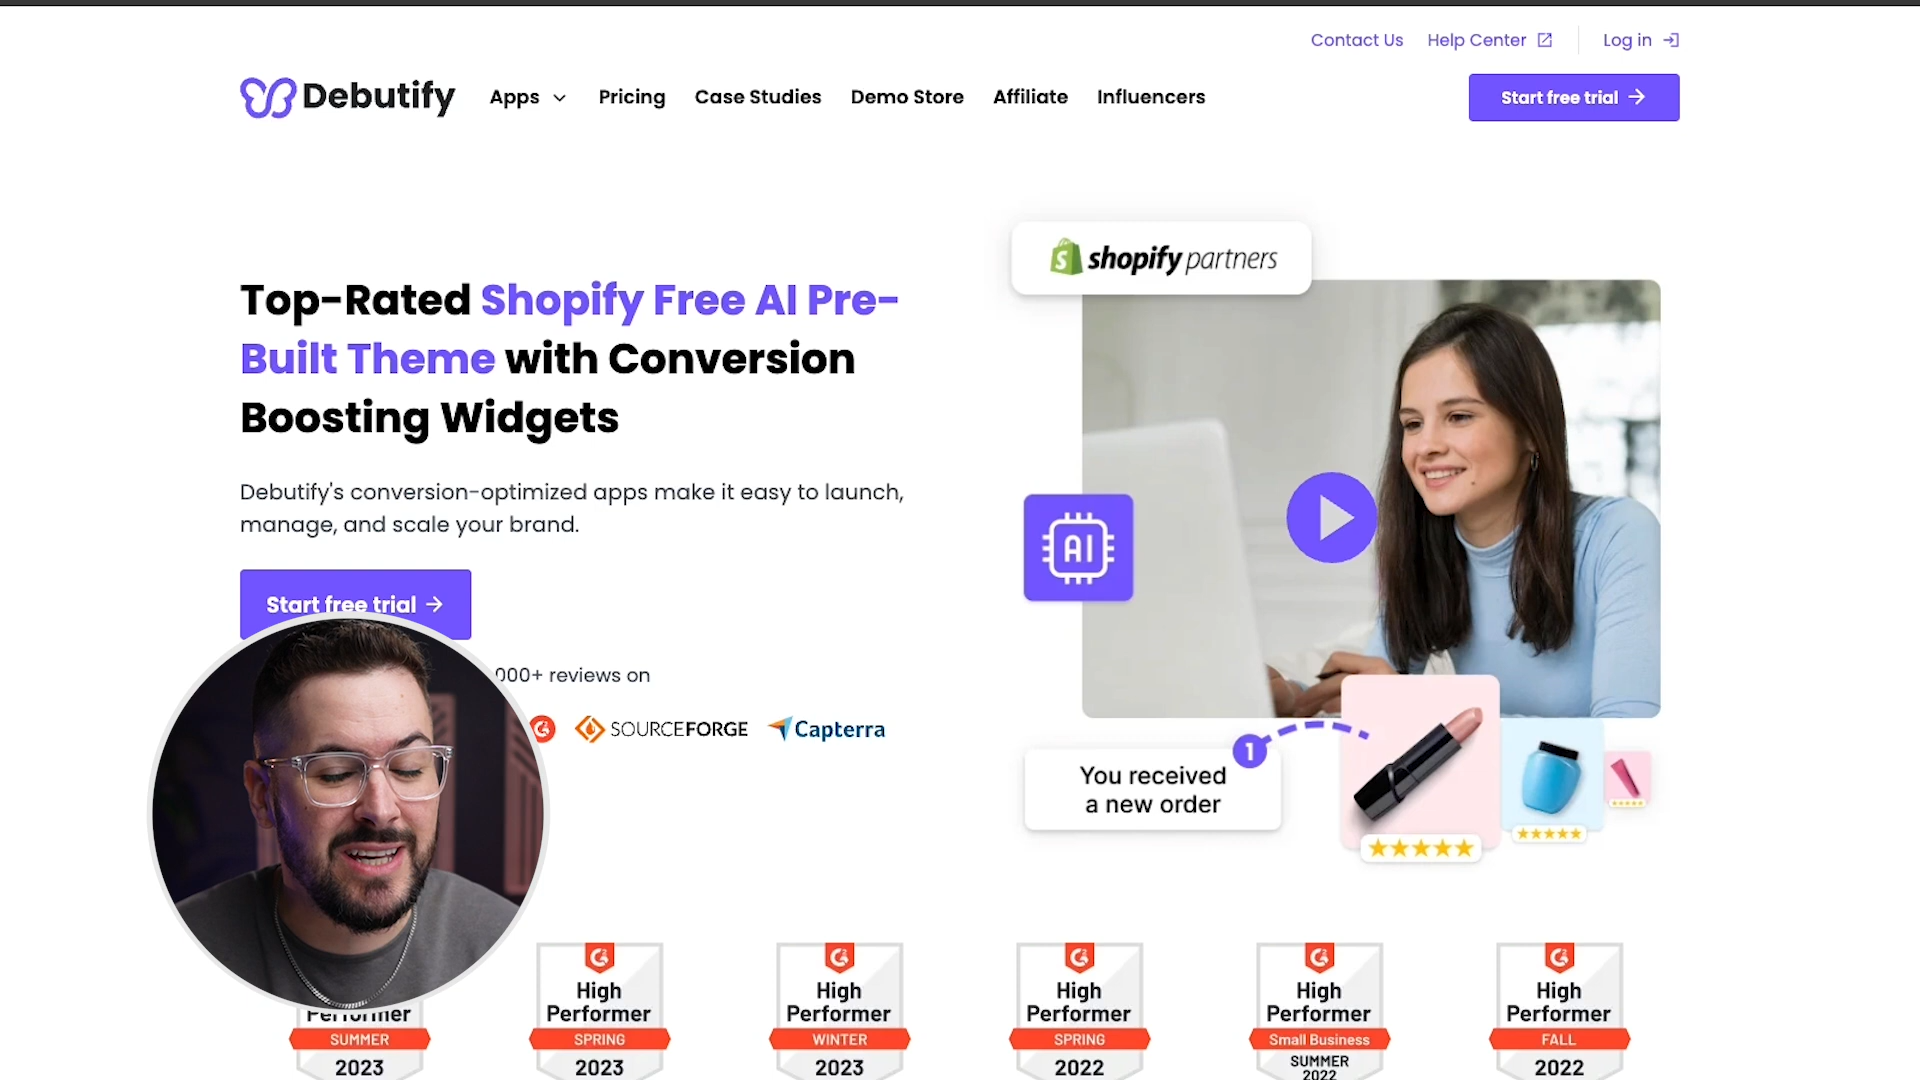 Contact Us
Help Center
Log in
Debutify
Apps
Pricing
Case Studies
Demo Store
Affiliate
Influencers
Start free trial
Top-Rated Shopify Free AI Pre-
Built Theme with Conversion
Boosting Widgets
Debutify's conversion-optimized apps make it easy to launch,
manage, and scale your brand.
Start free trial
000+ reviews on
SOURCEFORGE
Capterra
shopify partners
AI
1
You received
a new order
Performer
SUMMER
2023
High
Performer
SPRING
2023
High
Performer
WINTER
2023
High
Performer
SPRING
2022
High
Performer
Small Business
SUMMER
2022
High
Performer
FALL
2022